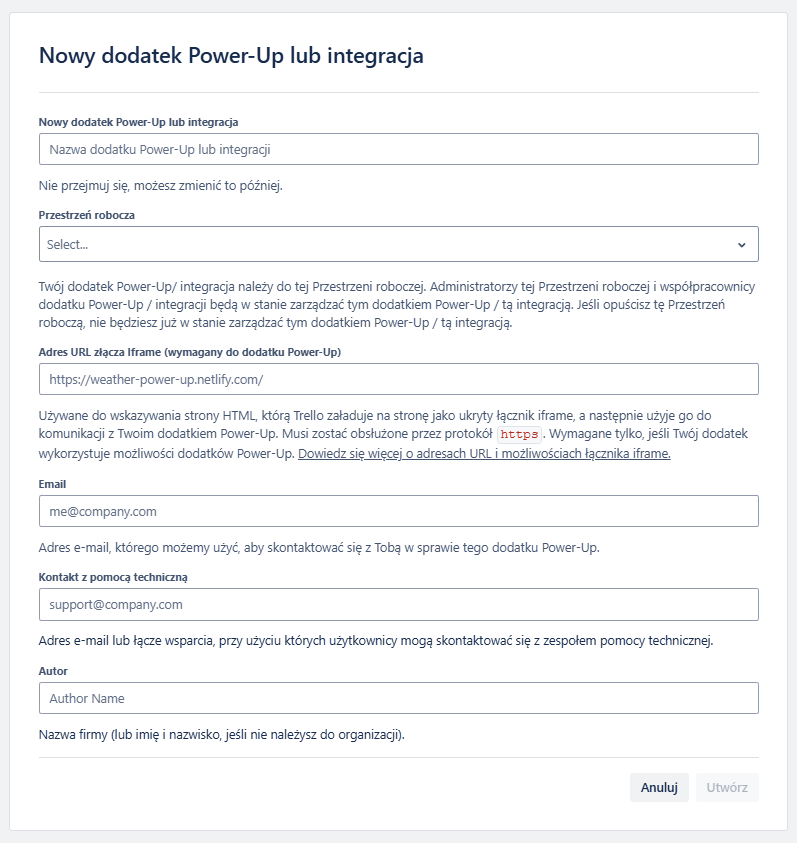 Nowy dodatek Power-Up lub integracja
Nowy dodatek Power-Up lub integracja
Nazwa dodatku Power-Up lub integracji
Nie przejmuj się, możesz zmienić to później.
Przestrzeń robocza
Select...
Twój dodatek Power-Up/ integracja należy do tej Przestrzeni roboczej. Administratorzy tej Przestrzeni roboczej i współpracownicy
dodatku Power-Up / integracji będą w stanie zarządzać tym dodatkiem Power-Up / tą integracją. Jeśli opuścisz tę Przestrzeń
roboczą, nie będziesz już w stanie zarządzać tym dodatkiem Power-Up / tą integracją.
Adres URL złącza Iframe (wymagany do dodatku Power-Up)
https://weather-power-up.netlify.com/
Używane do wskazywania strony HTML, którą Trello załaduje na stronę jako ukryty łącznik iframe, a następnie użyje go do
komunikacji z Twoim dodatkiem Power-Up. Musi zostać obsłużone przez protokół https. Wymagane tylko, jeśli Twój dodatek
wykorzystuje możliwości dodatków Power-Up. Dowiedz się więcej o adresach URL i możliwościach łącznika iframe.
Email
me@company.com
Adres e-mail, którego możemy użyć, aby skontaktować się z Tobą w sprawie tego dodatku Power-Up.
Kontakt z pomocą techniczną
support@company.com
Adres e-mail lub łącze wsparcia, przy użyciu których użytkownicy mogą skontaktować się z zespołem pomocy technicznej.
Autor
Author Name
Nazwa firmy (lub imię i nazwisko, jeśli nie należysz do organizacji).
Anuluj Utwórz